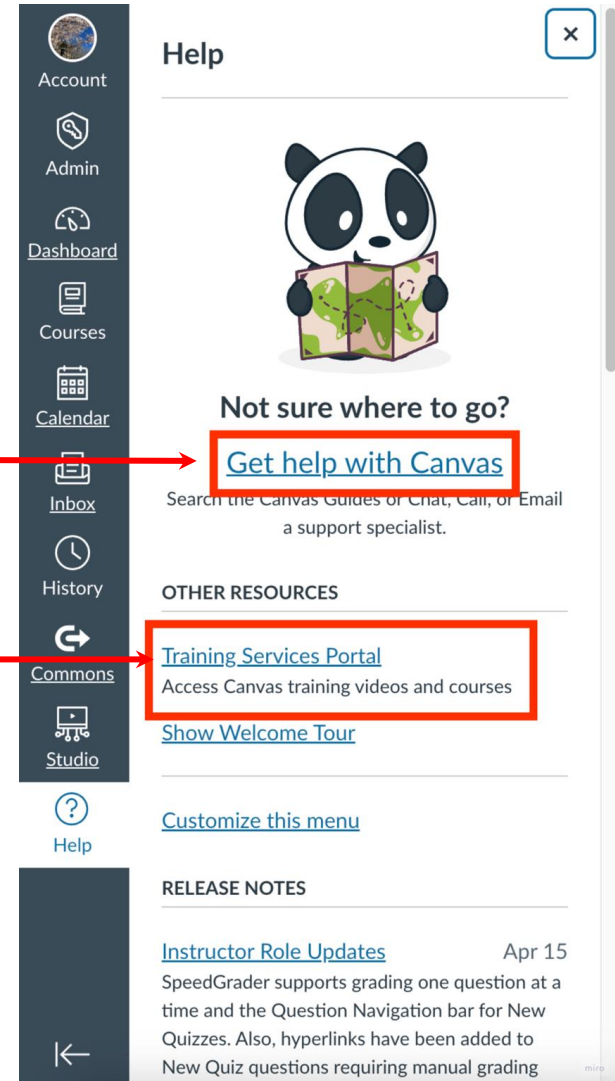 Account
Admin
Dashboard
Courses
Calendar
Inbox
History
Commons
Studio
Help
Help
×
Not sure where to go?
Get help with Canvas
Search the Canvas Guides or Chat, Call, or Email
a support specialist.
OTHER RESOURCES
Training Services Portal
Access Canvas training videos and courses
Show Welcome Tour
Customize this menu
RELEASE NOTES
Instructor Role Updates Apr 15
SpeedGrader supports grading one question at a
time and the Question Navigation bar for New
Quizzes. Also, hyperlinks have been added to
New Quiz questions requiring manual grading
miro